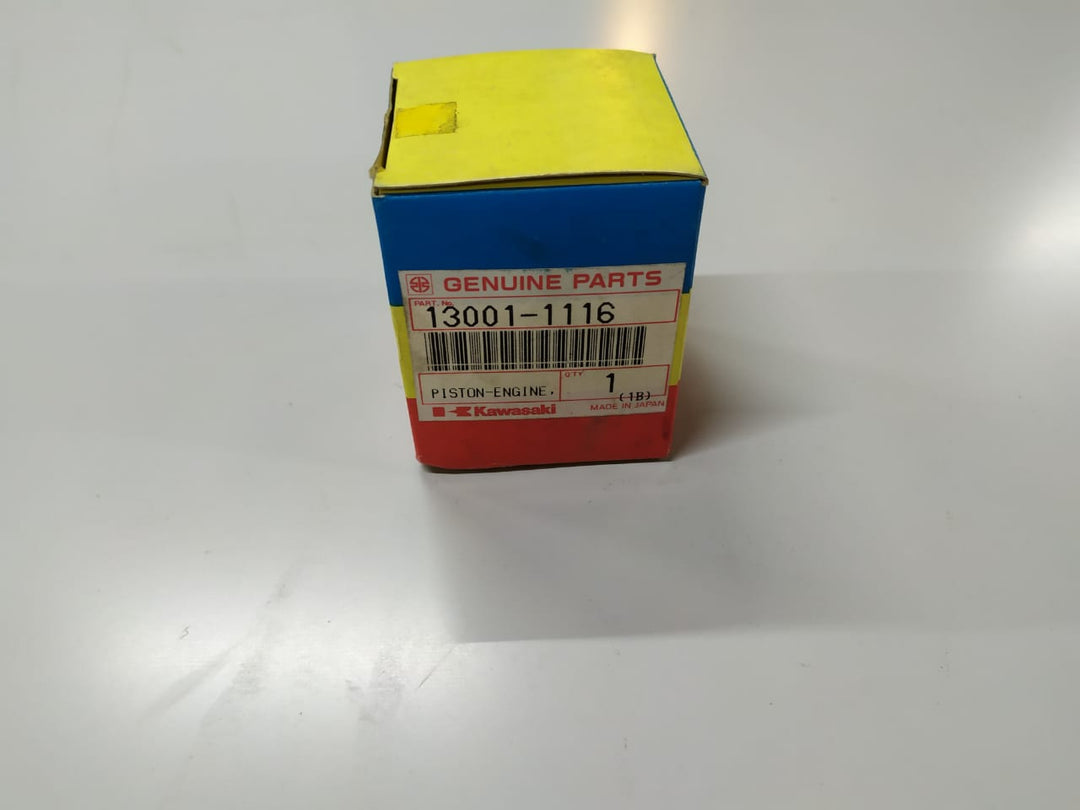 GENUINE PARTS
PART. No.
13001-1116
PISTON-ENGINE,
QTY
1
(1B)
Kawasaki
MADE IN JAPAN